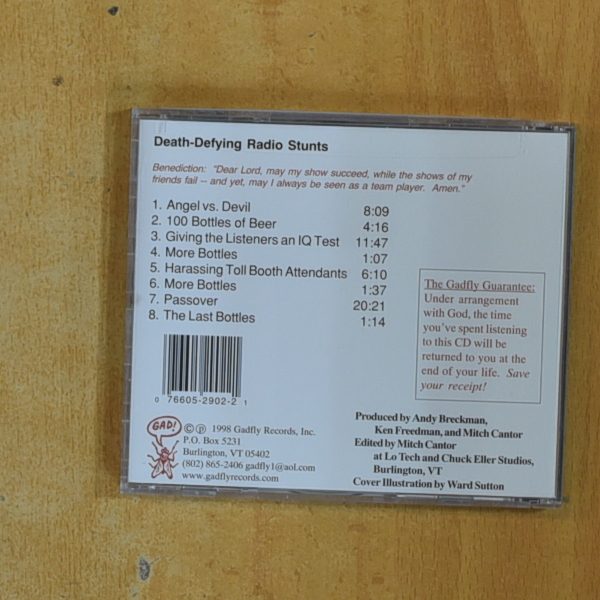 Death-Defying Radio Stunts
Benediction: "Dear Lord, may my show succeed, while the shows of my
friends fail -- and yet, may I always be seen as a team player. Amen."
1. Angel vs. Devil 8:09
2. 100 Bottles of Beer 4:16
3. Giving the Listeners an IQ Test 11:47
4. More Bottles 1:07
5. Harassing Toll Booth Attendants 6:10
6. More Bottles 1:37
7. Passover 20:21
8. The Last Bottles 1:14
The Gadfly Guarantee:
Under arrangement
with God, the time
you've spent listening
to this CD will be
returned to you at the
end of your life. Save
your receipt!
0 76605-2902-2 1
GAD!
© ℗ 1998 Gadfly Records, Inc.
P.O. Box 5231
Burlington, VT 05402
(802) 865-2406 gadfly1@aol.com
www.gadflyrecords.com
Produced by Andy Breckman,
Ken Freedman, and Mitch Cantor
Edited by Mitch Cantor
at Lo Tech and Chuck Eller Studios,
Burlington, VT
Cover Illustration by Ward Sutton